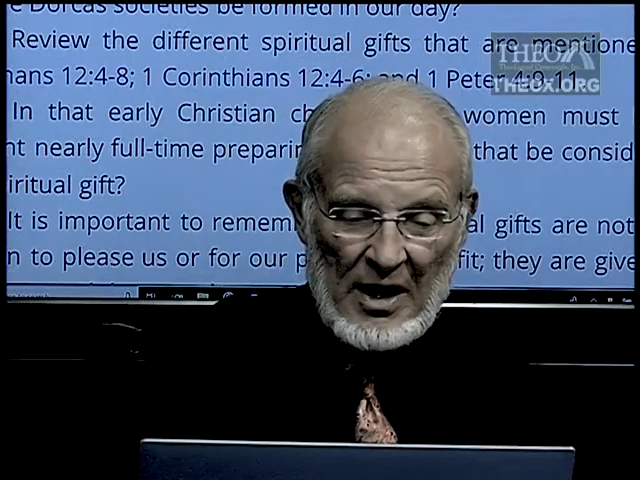 e Dorcas societies be formed in our day?
Review the different spiritual gifts that are mentione
mans 12:4-8; 1 Corinthians 12:4-6; and 1 Peter 4:9-11
In that early Christian ch women must
nt nearly full-time preparin that be consid
iritual gift?
It is important to remem al gifts are not
n to please us or for our p fit; they are give
THEOX
THEOX.ORG